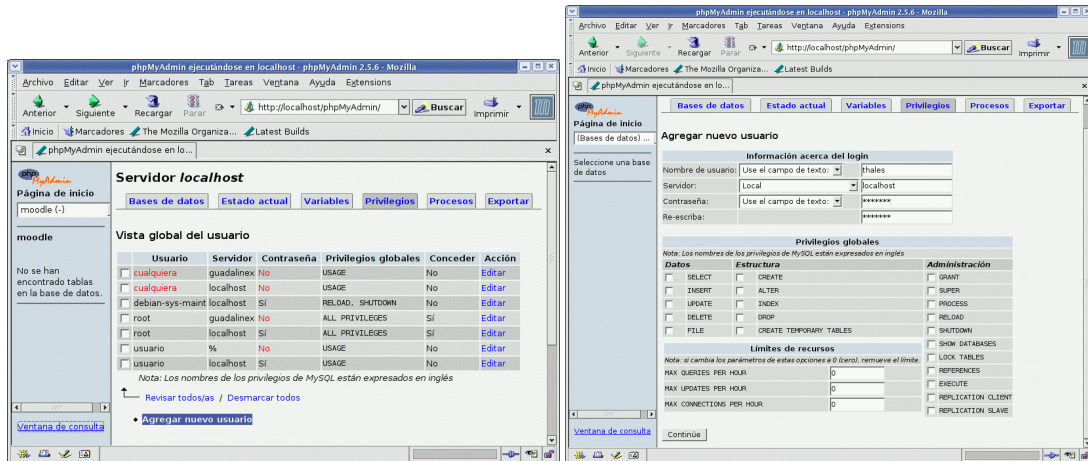 phpMyAdmin ejecutándose en localhost - phpMyAdmin 2.5.6 - Mozilla
Archivo Editar Ver Ir Marcadores Tab Tareas Ventana Ayuda Extensions
Anterior Siguiente Recargar Parar http://localhost/phpMyAdmin/ Buscar Imprimir
Inicio Marcadores The Mozilla Organiza... Latest Builds
phpMyAdmin ejecutándose en lo...
php MyAdmin
Página de inicio
moodle (-)
moodle
No se han
encontrado tablas
en la base de datos.
Ventana de consulta
Servidor localhost
Bases de datos Estado actual Variables Privilegios Procesos Exportar
Vista global del usuario
Usuario Servidor Contraseña Privilegios globales Conceder Acción
cualquiera guadalinex No USAGE No Editar
cualquiera localhost No USAGE No Editar
debian-sys-maint localhost Sí RELOAD, SHUTDOWN No Editar
root guadalinex No ALL PRIVILEGES Sí Editar
root localhost Sí ALL PRIVILEGES Sí Editar
usuario % No USAGE No Editar
usuario localhost Sí USAGE No Editar
Nota: Los nombres de los privilegios de MySQL están expresados en inglés
Revisar todos/as / Desmarcar todos
Agregar nuevo usuario
phpMyAdmin ejecutándose en localhost - phpMyAdmin 2.5.6 - Mozilla
Archivo Editar Ver Ir Marcadores Tab Tareas Ventana Ayuda Extensions
Anterior Siguiente Recargar Parar http://localhost/phpMyAdmin/ Buscar Imprimir
Inicio Marcadores The Mozilla Organiza... Latest Builds
phpMyAdmin ejecutándose en lo...
php MyAdmin
Página de inicio
(Bases de datos) ...
Seleccione una base
de datos
Ventana de consulta
Bases de datos Estado actual Variables Privilegios Procesos Exportar
Agregar nuevo usuario
Información acerca del login
Nombre de usuario: Use el campo de texto: thales
Servidor: Local localhost
Contraseña: Use el campo de texto: *******
Re-escriba: *******
Privilegios globales
Nota: Los nombres de los privilegios de MySQL están expresados en inglés
Datos Estructura Administración
SELECT CREATE GRANT
INSERT ALTER SUPER
UPDATE INDEX PROCESS
DELETE DROP RELOAD
FILE CREATE TEMPORARY TABLES SHUTDOWN
SHOW DATABASES
LOCK TABLES
REFERENCES
EXECUTE
REPLICATION CLIENT
REPLICATION SLAVE
Límites de recursos
Nota: si cambia los parámetros de estas opciones a 0 (cero), remueve el límite.
MAX QUERIES PER HOUR 0
MAX UPDATES PER HOUR 0
MAX CONNECTIONS PER HOUR 0
Continúe